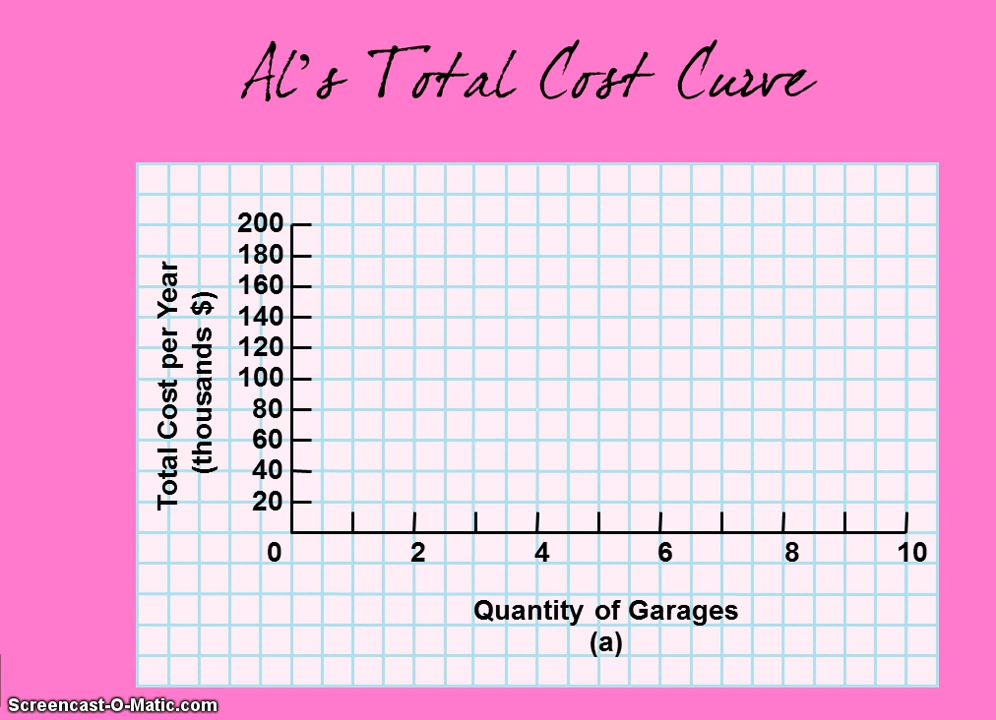 Al's Total Cost Curve
Total Cost per Year
(thousands $)
200
180
160
140
120
100
80
60
40
20
0 2 4 6 8 10
Quantity of Garages
(a)
Screencast-O-Matic.com